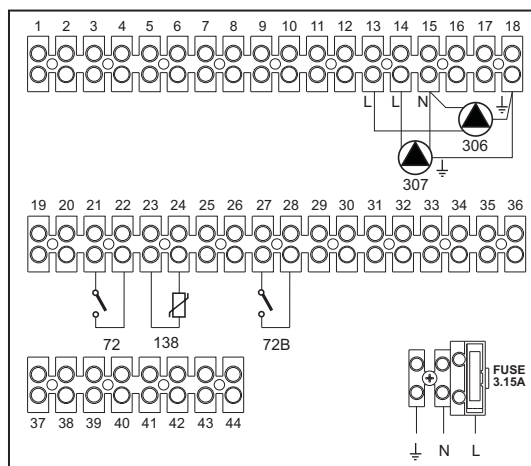 1 2 3 4 5 6 7 8 9 10 11 12 13 14 15 16 17 18
L L N
306
307
19 20 21 22 23 24 25 26 27 28 29 30 31 32 33 34 35 36
72 138 72B
FUSE
3.15A
37 38 39 40 41 42 43 44
N L